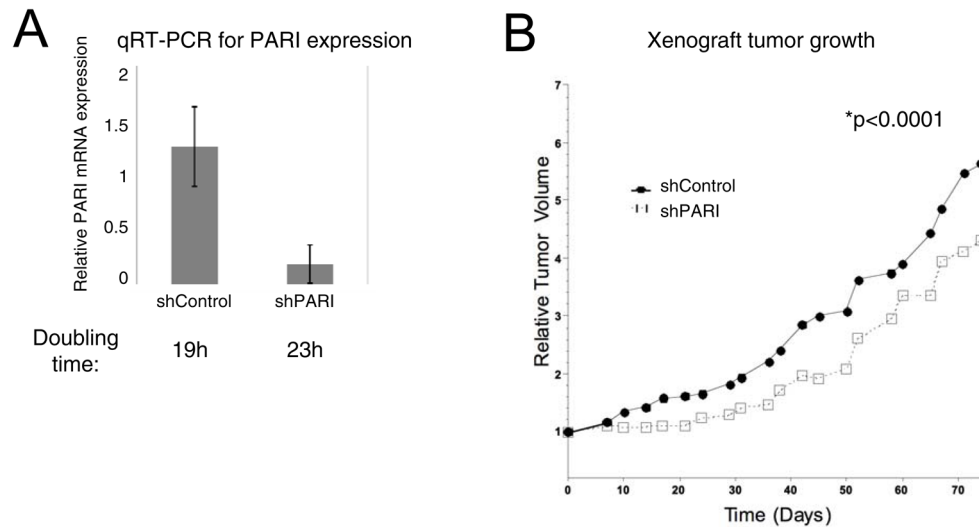 A
qRT-PCR for PARI expression
Relative PARI mRNA expression
2
1.5
1
0.5
0
shControl shPARI
Doubling
time: 19h 23h
B
Xenograft tumor growth
*p<0.0001
shControl
shPARI
Relative Tumor Volume
7
6
5
4
3
2
1
0 10 20 30 40 50 60 70
Time (Days)